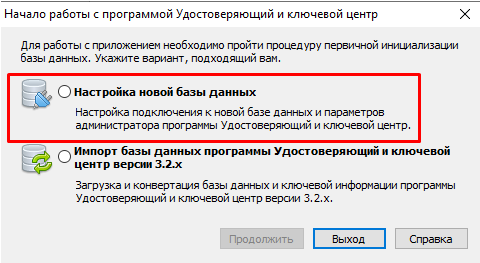 Начало работы с программой Удостоверяющий и ключевой центр
Для работы с приложением необходимо пройти процедуру первичной инициализации
базы данных. Укажите вариант, подходящий вам.
Настройка новой базы данных
Настройка подключения к новой базе данных и параметров
администратора программы Удостоверяющий и ключевой центр.
Импорт базы данных программы Удостоверяющий и ключевой
центр версии 3.2.x
Загрузка и конвертация базы данных и ключевой информации программы
Удостоверяющий и ключевой центр версии 3.2.x.
Продолжить Выход Справка